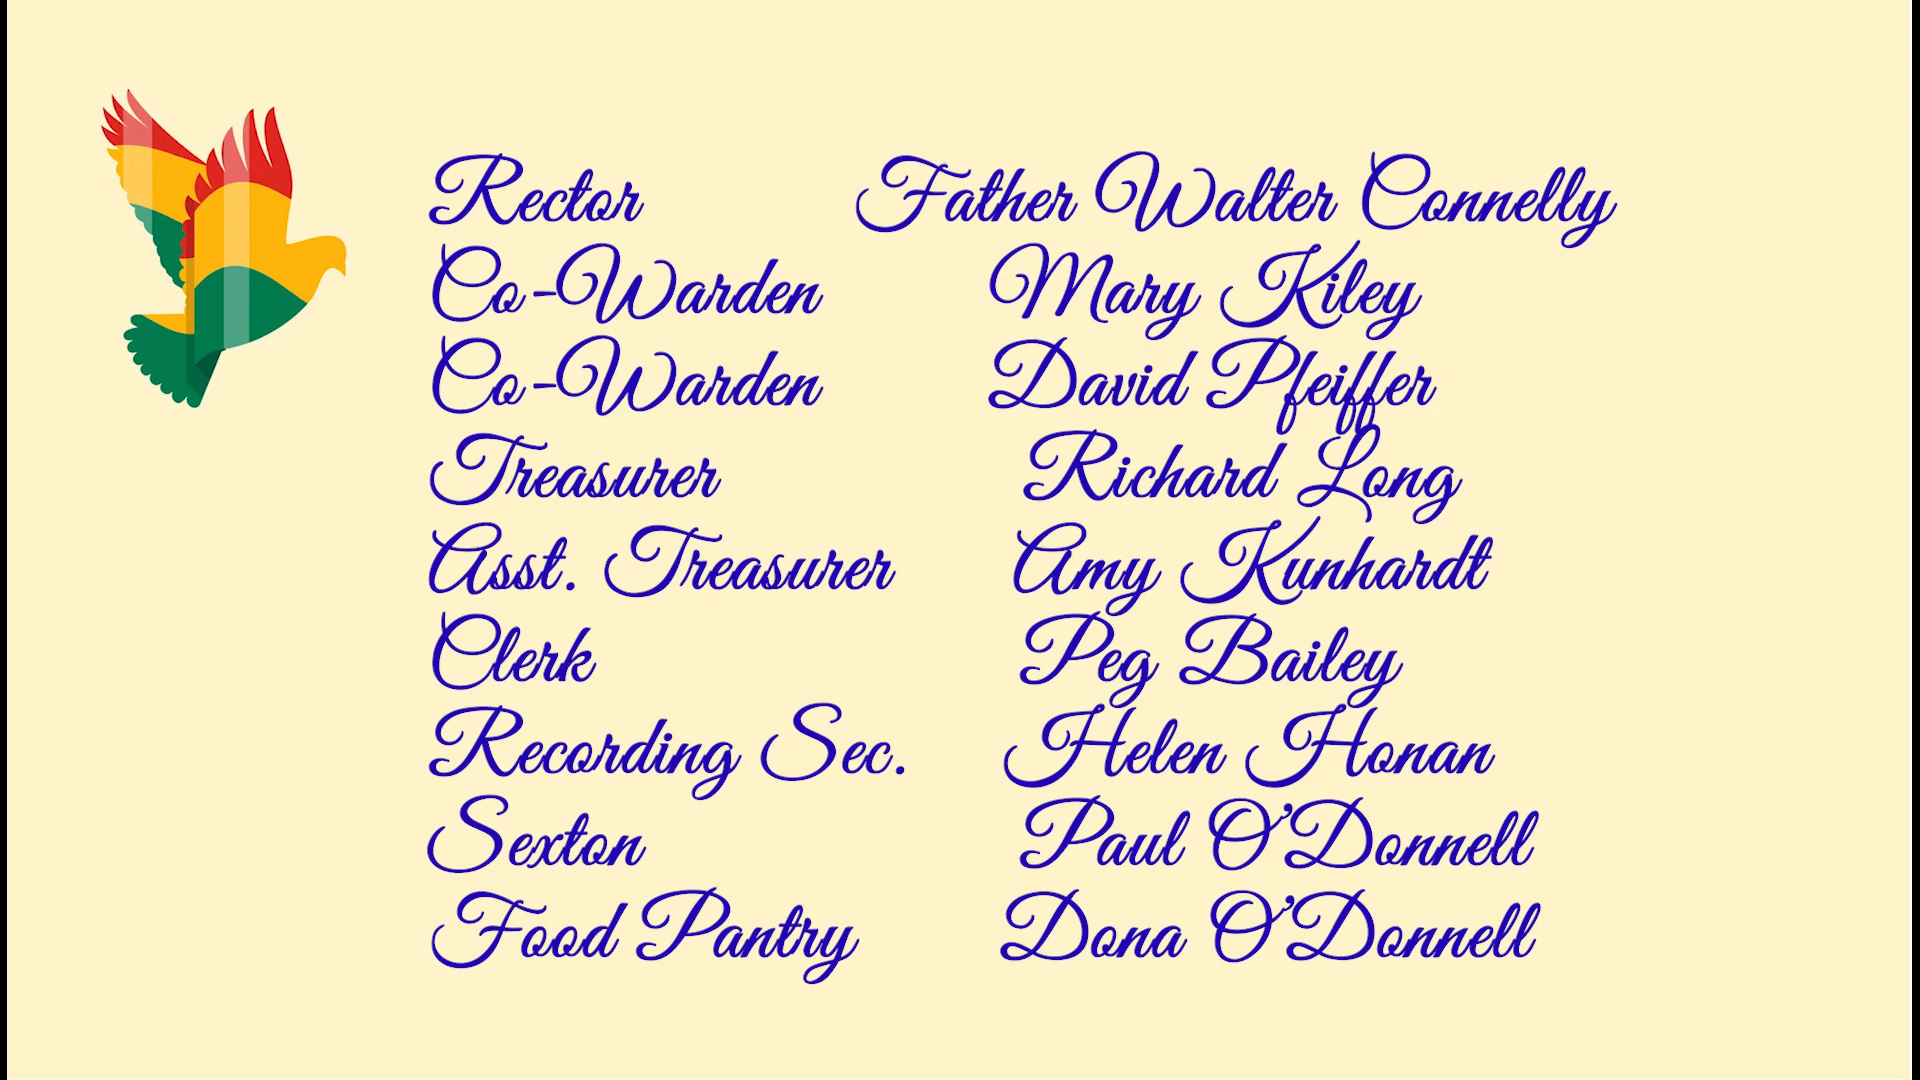 Rector Father Walter Connelly
Co-Warden Mary Kiley
Co-Warden David Pfeiffer
Treasurer Richard Long
Asst. Treasurer Amy Kunhardt
Clerk Peg Bailey
Recording Sec. Helen Honan
Sexton Paul O'Donnell
Food Pantry Dona O'Donnell